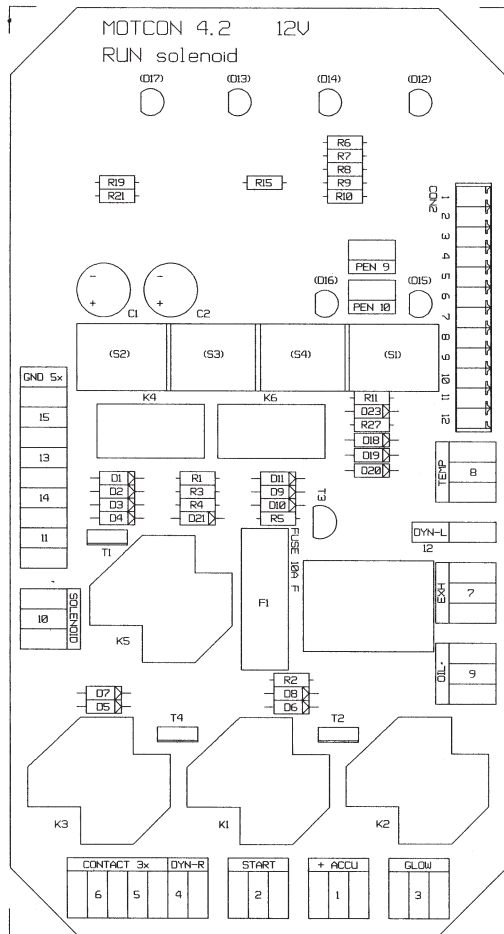 MOTCON 4.2 12V
RUN solenoid
(D17) (D13) (D14) (D12)
R6
R7
R8
R9
R10
R19
R21
R15
CON2
1
2
3
4
5
6
7
8
9
10
11
12
PEN 9
PEN 10
- -
+ +
C1 C2
(D16) (D15)
(S2) (S3) (S4) (S1)
GND 5x
15
13
14
11
K4 K6
R11
D23
R27
D18
D19
D20
D1
D2
D3
D4
R1
R3
R4
D21
D11
D9
D10
R5
T3
TEMP 8
T1
DYN-L
12
FUSE 10A F
F1
SOLENOID
10
K5
EXH 7
OIL- 9
R2
D8
D6
D7
D5
T4 T2
K3 K1 K2
CONTACT 3x DYN-R START + ACCU GLOW
6 5 4 2 1 3